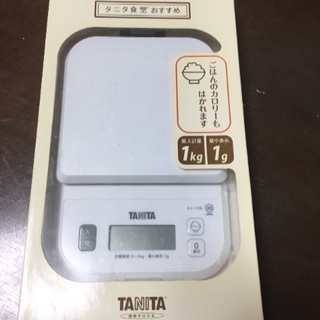 タニタ食堂おすすめ
ごはんのカロリーも
はかれます
最大計量
1kg
最小表示
1g
TANITA
TANITA